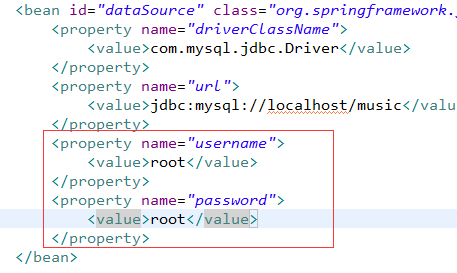 <bean id="dataSource" class="org.springframework.
<property name="driverClassName">
<value>com.mysql.jdbc.Driver</value>
</property>
<property name="url">
<value>jdbc:mysql://localhost/music</valu
</property>
<property name="username">
<value>root</value>
</property>
<property name="password">
<value>root</value>
</property>
</bean>